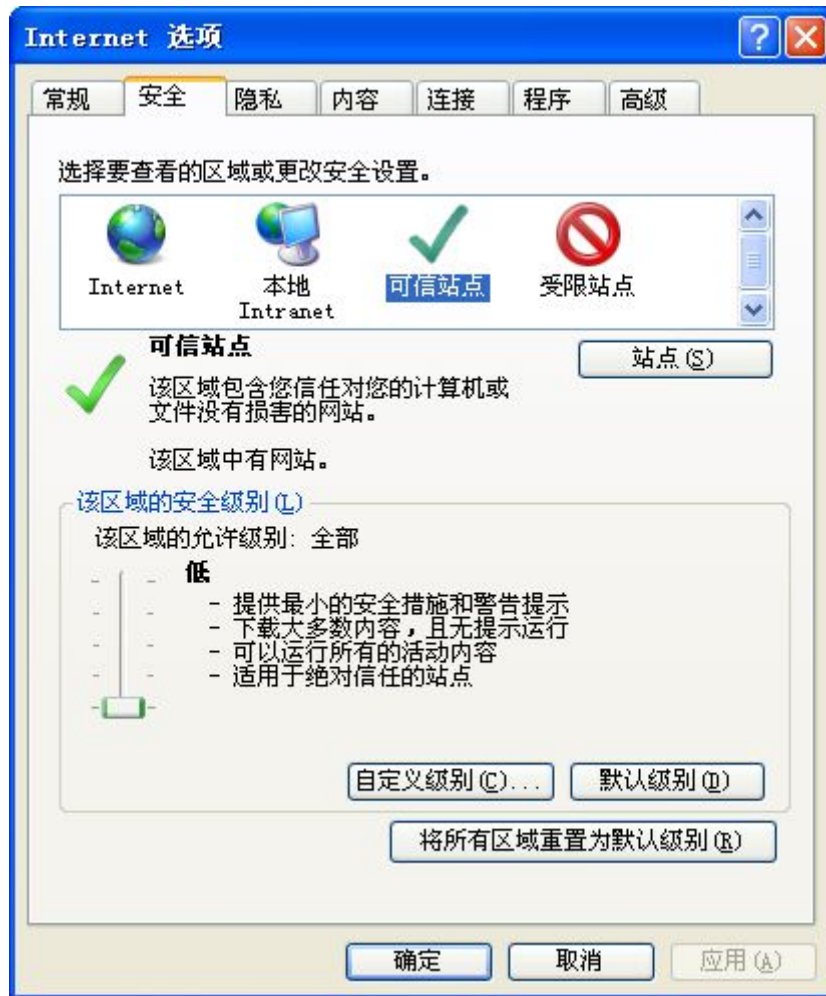 Internet 选项
常规 安全 隐私 内容 连接 程序 高级
选择要查看的区域或更改安全设置。
Internet 本地 可信站点 受限站点
Intranet
可信站点
站点(S)
该区域包含您信任对您的计算机或
文件没有损害的网站。
该区域中有网站。
该区域的安全级别(L)
该区域的允许级别: 全部
低
- 提供最小的安全措施和警告提示
- 下载大多数内容，且无提示运行
- 可以运行所有的活动内容
- 适用于绝对信任的站点
自定义级别(C)... 默认级别(D)
将所有区域重置为默认级别(R)
确定 取消 应用(A)